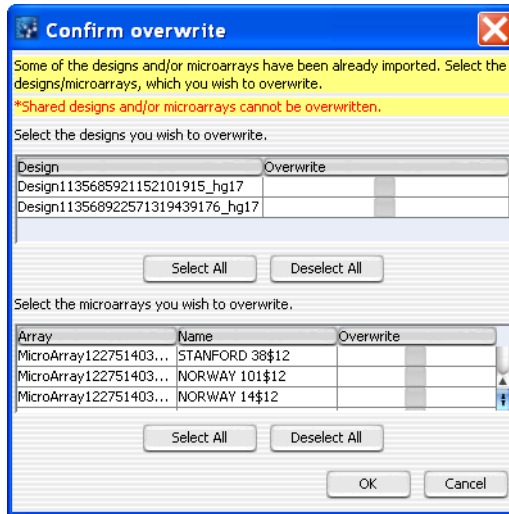 Confirm overwrite
Some of the designs and/or microarrays have been already imported. Select the
designs/microarrays, which you wish to overwrite.
*Shared designs and/or microarrays cannot be overwritten.
Select the designs you wish to overwrite.
Design Overwrite
Design1135685921152101915_hg17
Design113568922571319439176_hg17
Select All Deselect All
Select the microarrays you wish to overwrite.
Array Name Overwrite
MicroArray122751403... STANFORD 38$12
MicroArray122751403... NORWAY 101$12
MicroArray122751403... NORWAY 14$12
Select All Deselect All
OK Cancel